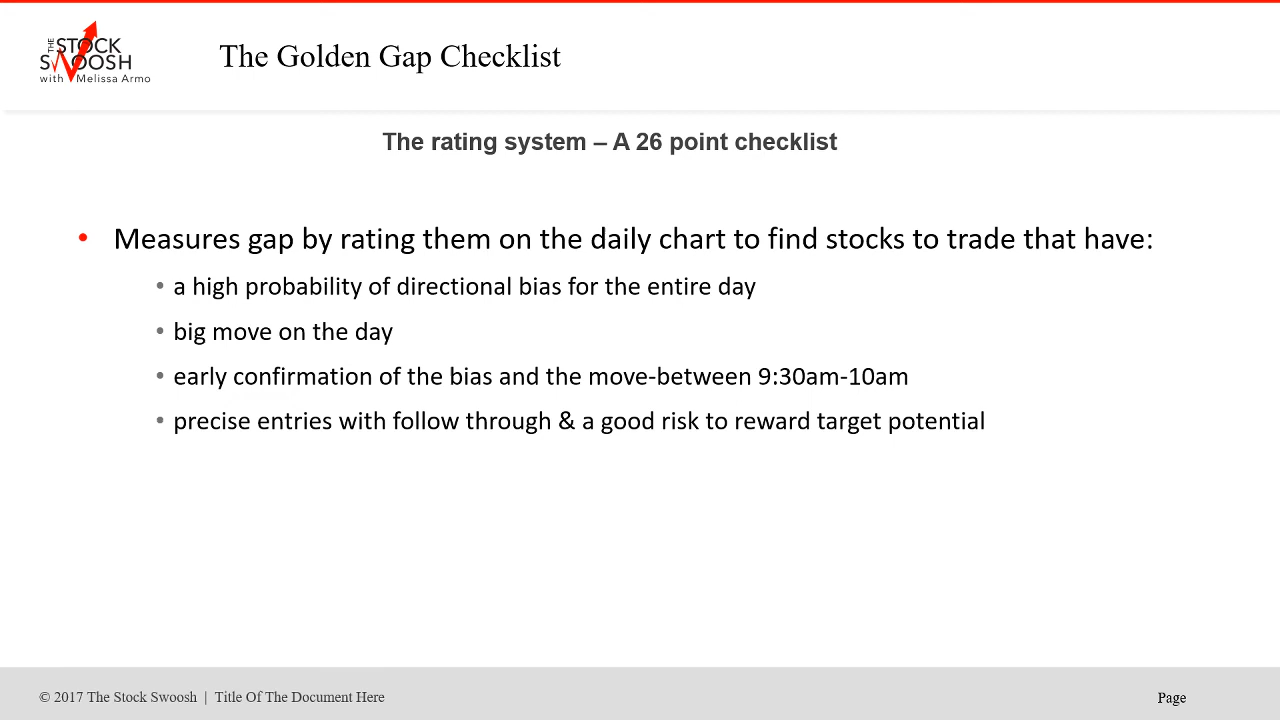 THE STOCK
SWOOSH
with Melissa Armo
The Golden Gap Checklist
The rating system – A 26 point checklist
• Measures gap by rating them on the daily chart to find stocks to trade that have:
• a high probability of directional bias for the entire day
• big move on the day
• early confirmation of the bias and the move-between 9:30am-10am
• precise entries with follow through & a good risk to reward target potential
© 2017 The Stock Swoosh | Title Of The Document Here
Page